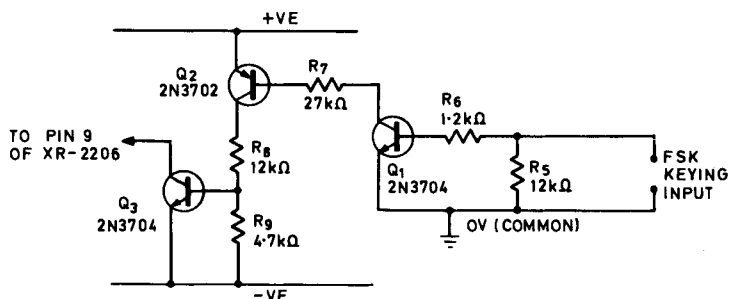 +VE
Q2
2N3702
R7
27kΩ
R6
1·2kΩ
TO PIN 9
OF XR-2206
R8
12kΩ
Q1
2N3704
R5
12kΩ
FSK
KEYING
INPUT
Q3
2N3704
R9
4·7kΩ
0V (COMMON)
-VE